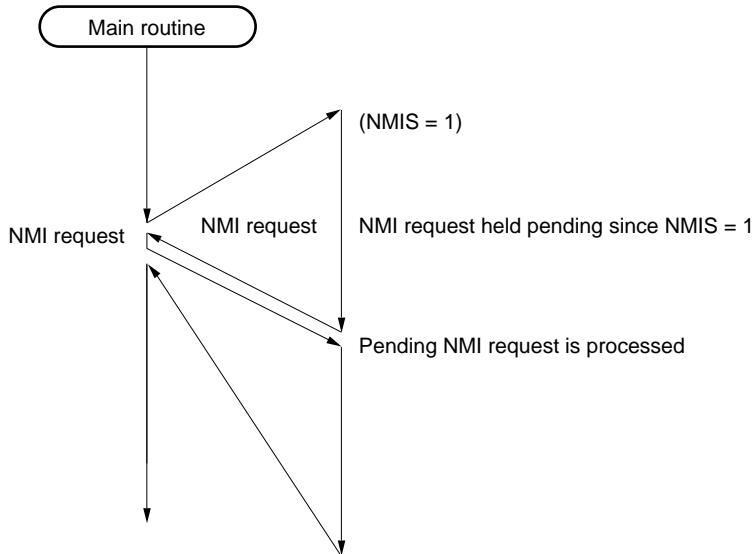 Main routine
(NMIS = 1)
NMI request
NMI request
NMI request held pending since NMIS = 1
Pending NMI request is processed